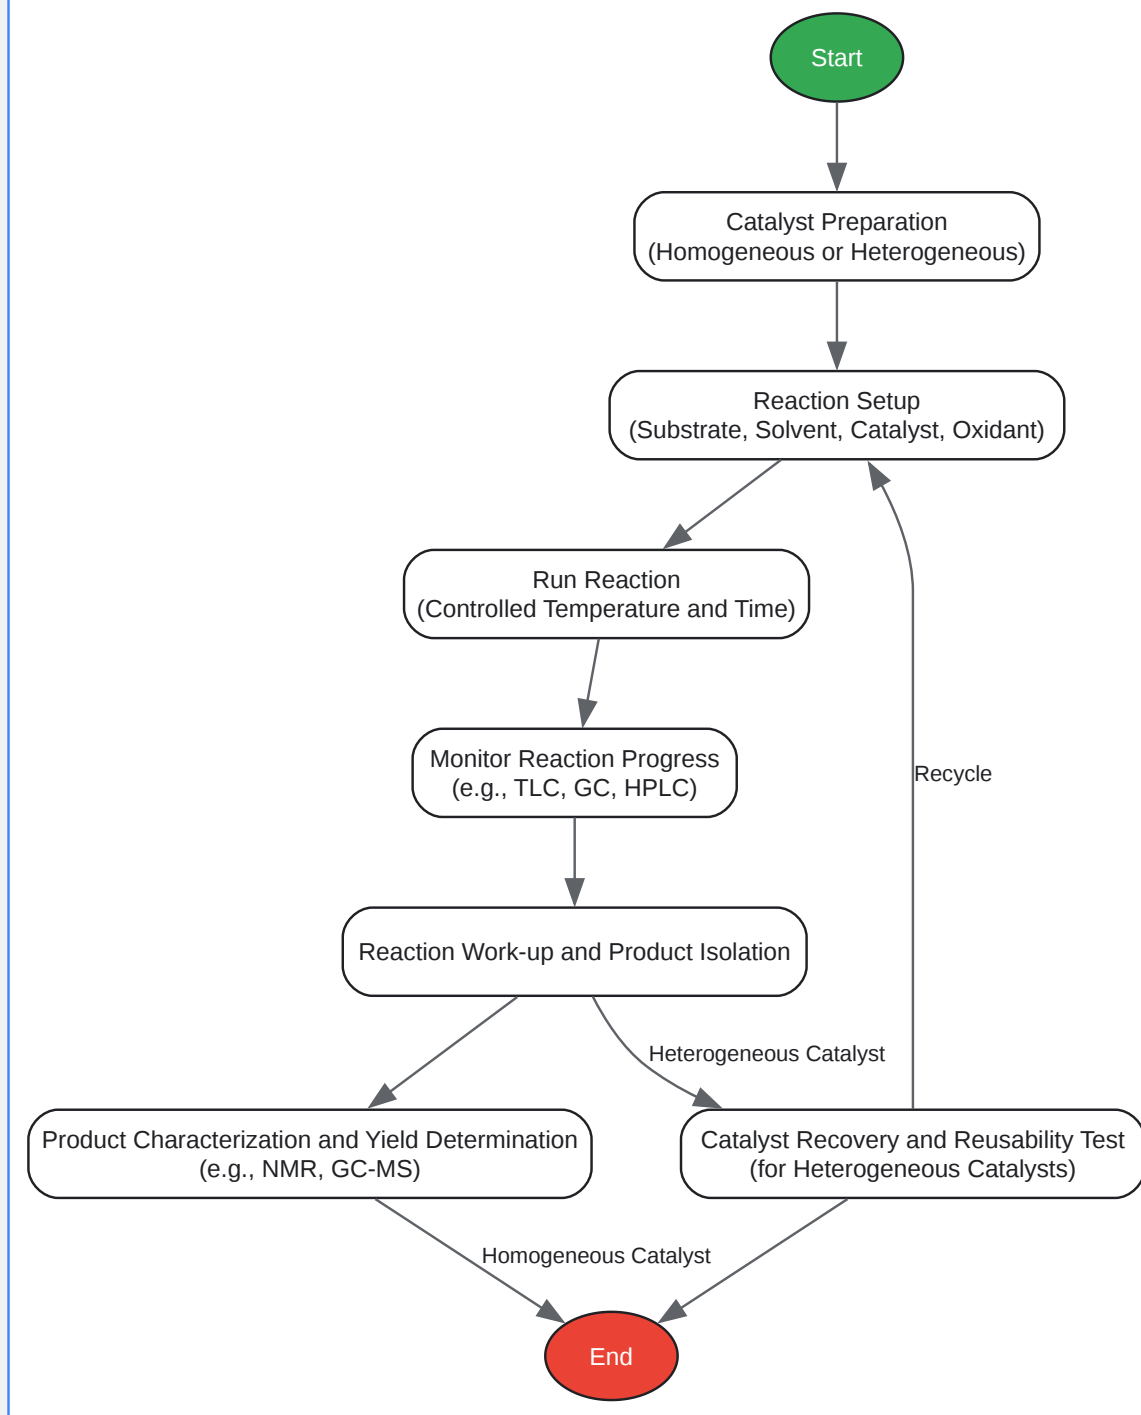 Start
Catalyst Preparation
(Homogeneous or Heterogeneous)
Reaction Setup
(Substrate, Solvent, Catalyst, Oxidant)
Run Reaction
(Controlled Temperature and Time)
Monitor Reaction Progress
(e.g., TLC, GC, HPLC)
Recycle
Reaction Work-up and Product Isolation
Heterogeneous Catalyst
Product Characterization and Yield Determination
(e.g., NMR, GC-MS)
Catalyst Recovery and Reusability Test
(for Heterogeneous Catalysts)
Homogeneous Catalyst
End